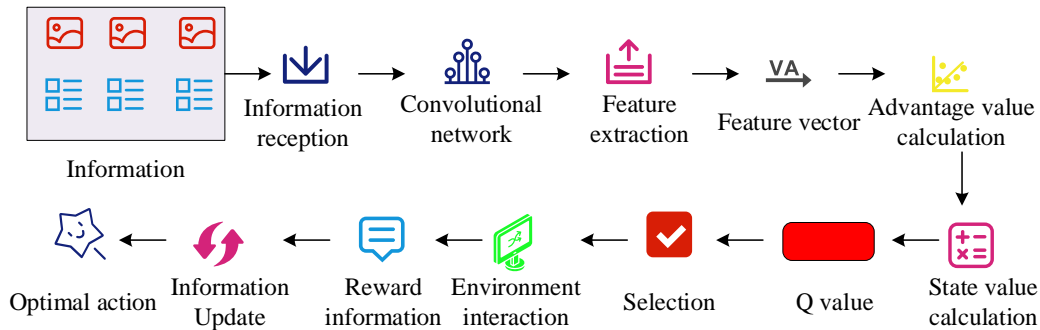 VA
Information
reception
Convolutional
network
Feature
extraction
Feature vector
Advantage value
calculation
Information
Optimal action
Information
Update
Reward
information
Environment
interaction
Selection
Q value
State value
calculation